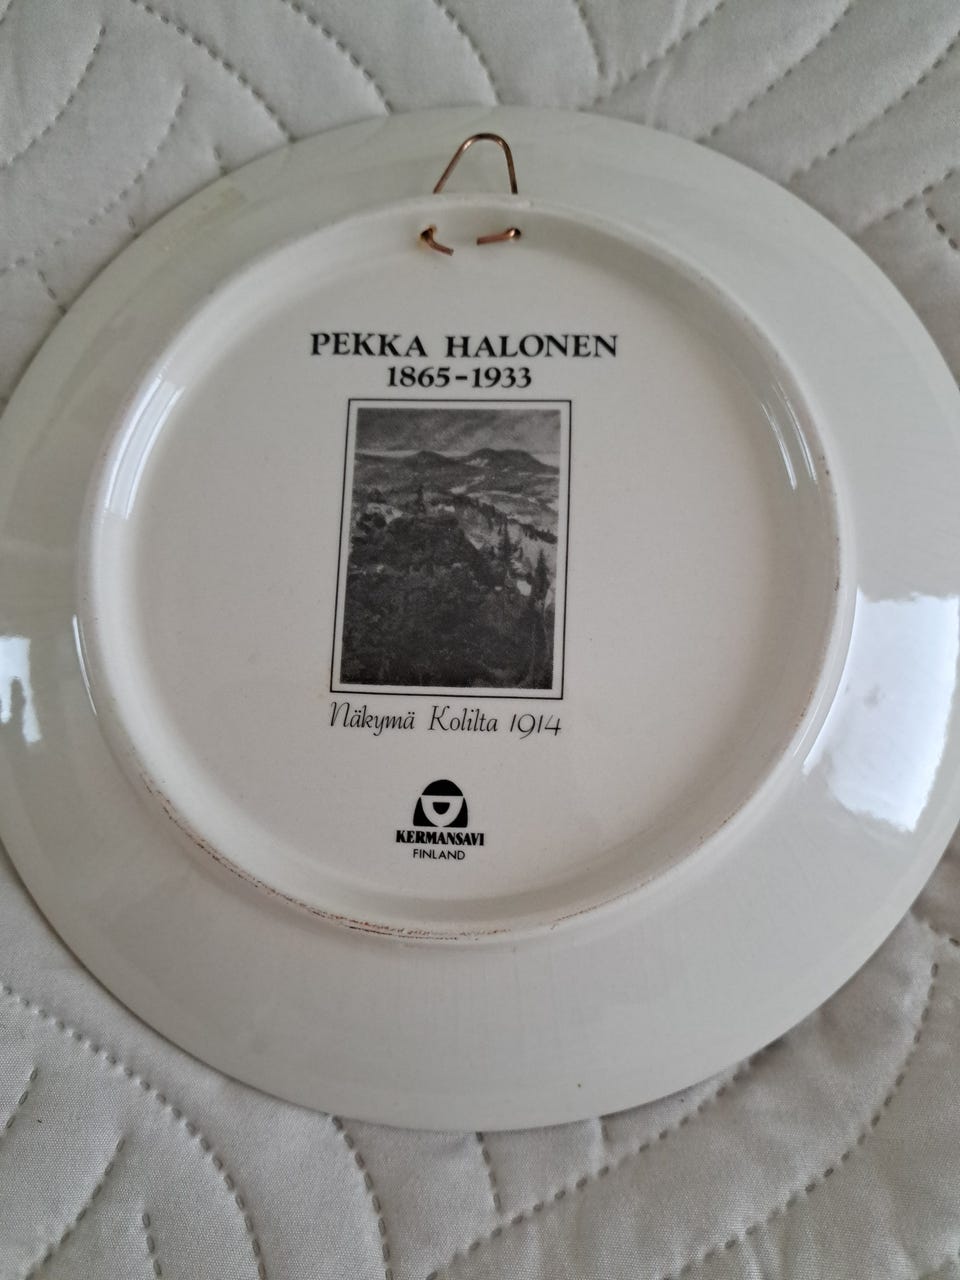 PEKKA HALONEN
1865-1933
Näkymä Kolilta 1914
KERMANSAVI
FINLAND